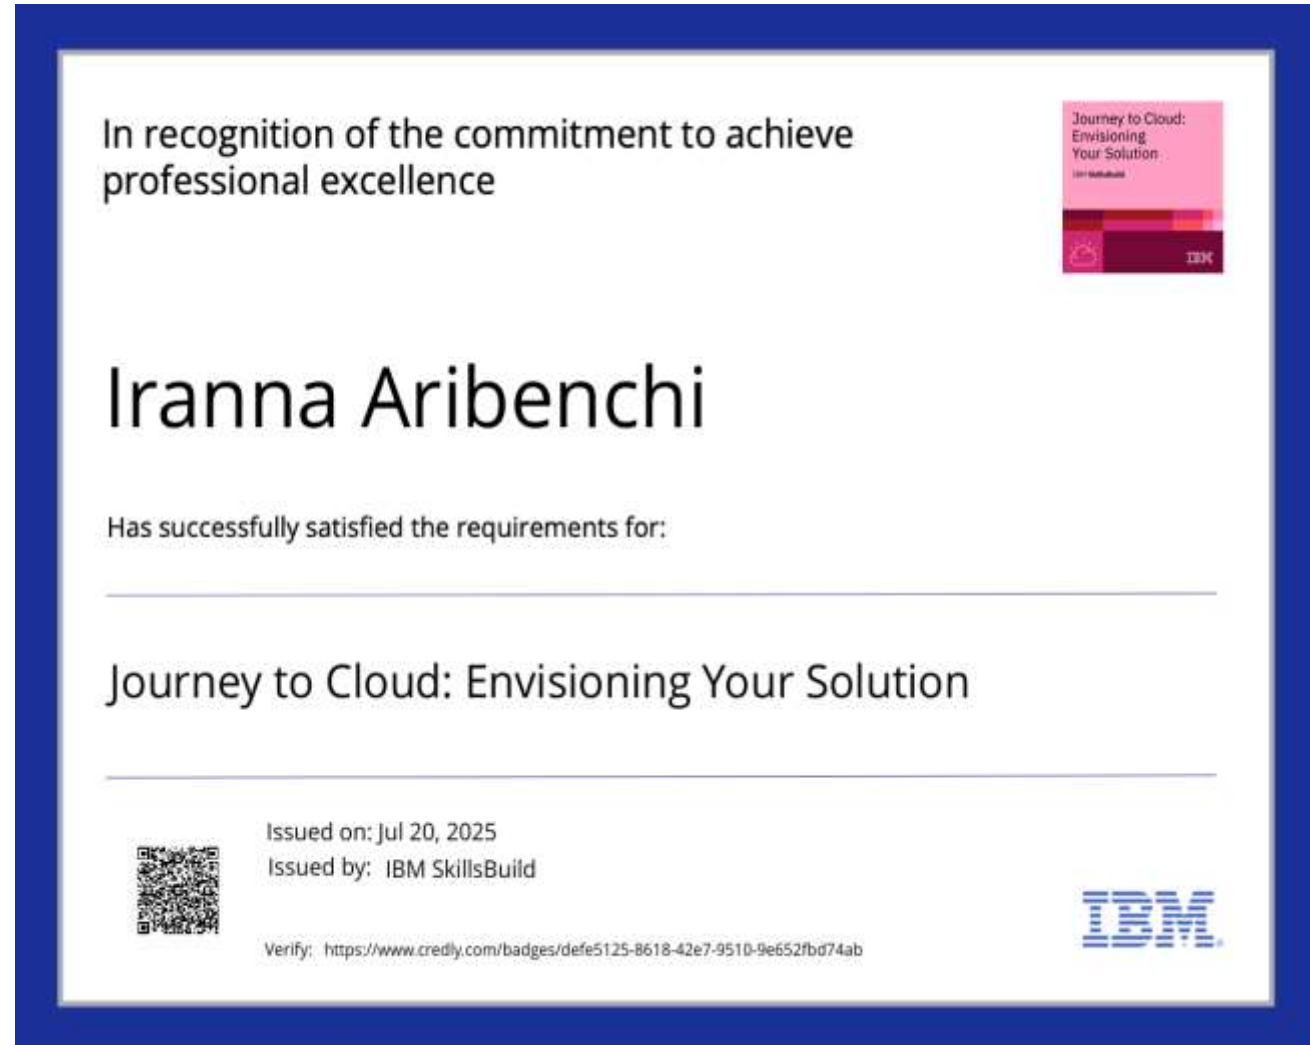 In recognition of the commitment to achieve
professional excellence
Journey to Cloud:
Envisioning
Your Solution
IBM SkillsBuild
IBM
Iranna Aribenchi
Has successfully satisfied the requirements for:
Journey to Cloud: Envisioning Your Solution
Issued on: Jul 20, 2025
Issued by: IBM SkillsBuild
Verify: https://www.credly.com/badges/defe5125-8618-42e7-9510-9e652fbd74ab
IBM.